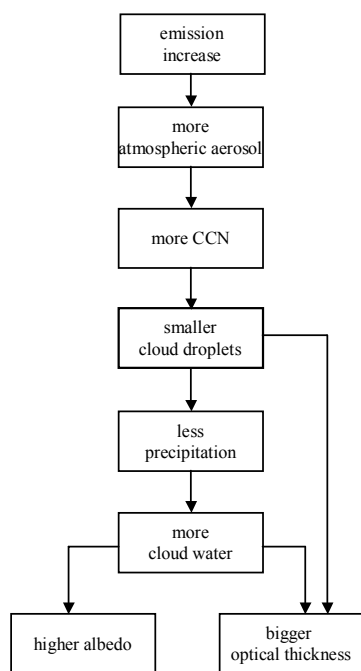 emission
increase
more
atmospheric aerosol
more CCN
smaller
cloud droplets
less
precipitation
more
cloud water
higher albedo
bigger
optical thickness